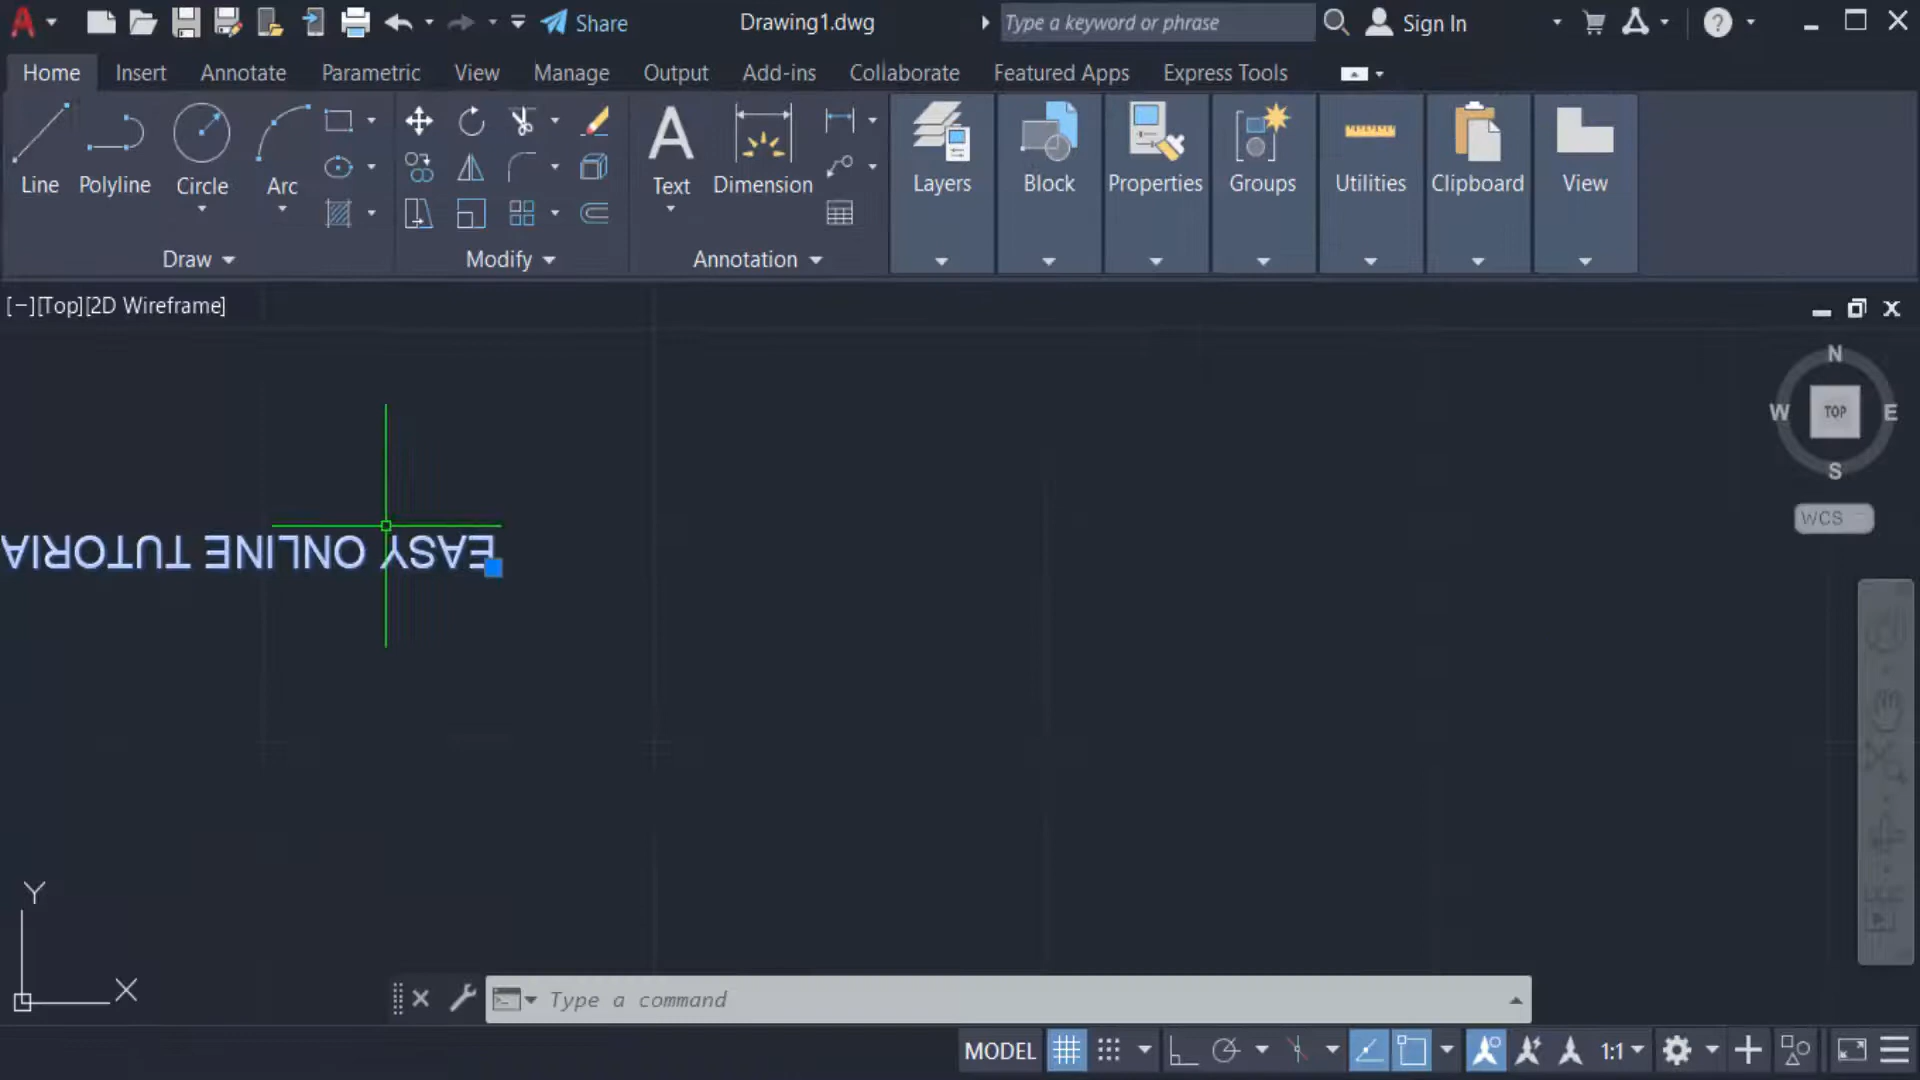 Share
Drawing1.dwg
Type a keyword or phrase
Sign In
Home Insert Annotate Parametric View Manage Output Add-ins Collaborate Featured Apps Express Tools
Line Polyline Circle Arc
Text Dimension
Layers Block Properties Groups Utilities Clipboard View
Draw Modify Annotation
[−][Top][2D Wireframe]
N
W TOP E
S
WCS
EASY ONLINE TUTORIA
Y
X
Type a command
MODEL 1:1